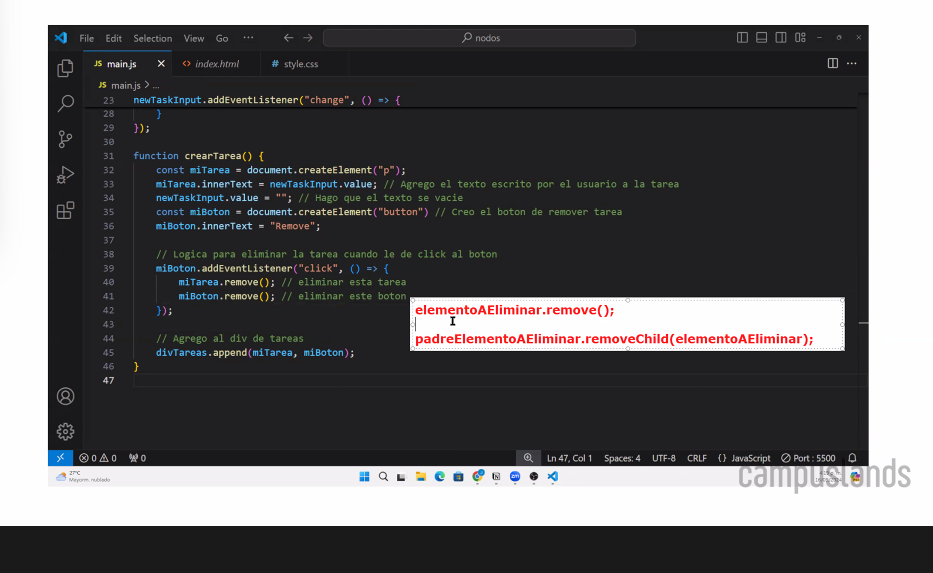 File Edit Selection View Go ··· nodos
JS main.js × <> index.html # style.css
JS main.js > ...
23 newTaskInput.addEventListener("change", () => {
28 }
29 });
30
31 function crearTarea() {
32 const miTarea = document.createElement("p");
33 miTarea.innerText = newTaskInput.value; // Agrego el texto escrito por el usuario a la tarea
34 newTaskInput.value = ""; // Hago que el texto se vacie
35 const miBoton = document.createElement("button") // Creo el boton de remover tarea
36 miBoton.innerText = "Remove";
37
38 // Logica para eliminar la tarea cuando le de click al boton
39 miBoton.addEventListener("click", () => {
40 miTarea.remove(); // eliminar esta tarea
41 miBoton.remove(); // eliminar este boton
elementoAEliminar.remove();
42 });
43
44 // Agrego al div de tareas
padreElementoAEliminar.removeChild(elementoAEliminar);
45 divTareas.append(miTarea, miBoton);
46 }
47
0 0 0 Ln 47, Col 1 Spaces: 4 UTF-8 CRLF {} JavaScript Port : 5500
27°C
Mayorm. nublado
campuslands